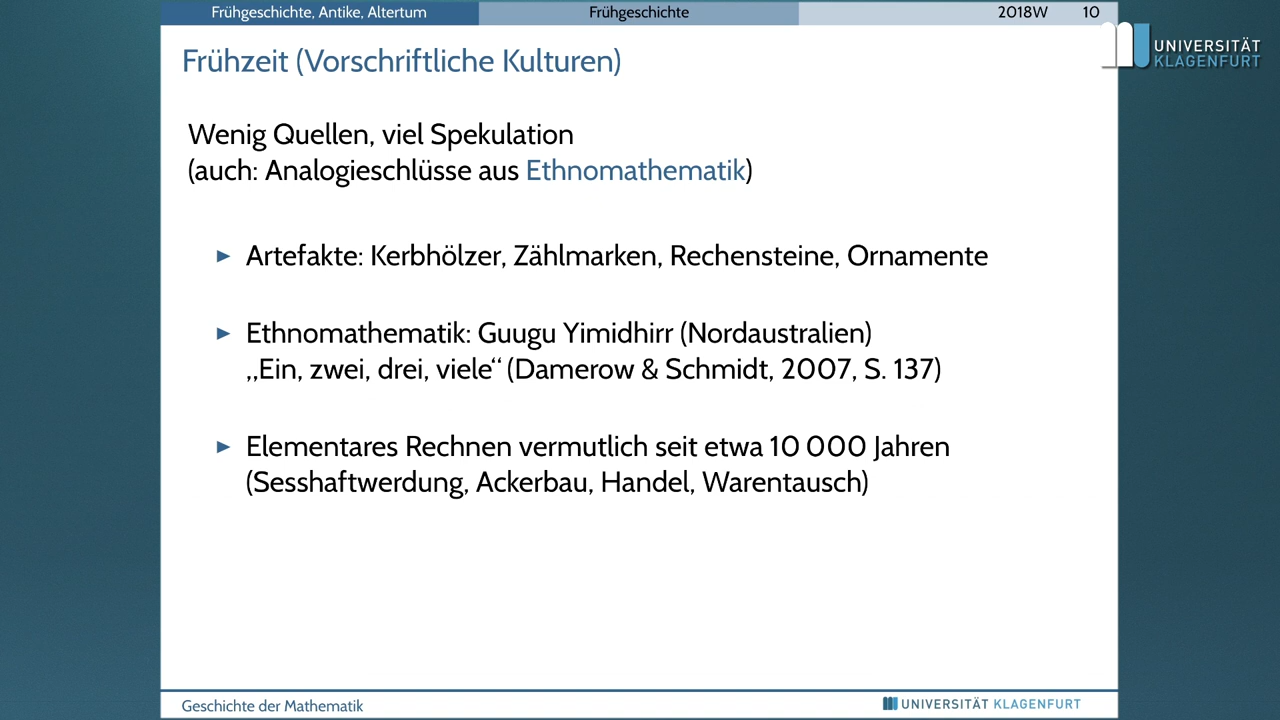 Frühgeschichte, Antike, Altertum Frühgeschichte 2018W 10
UNIVERSITÄT
KLAGENFURT
Frühzeit (Vorschriftliche Kulturen)
Wenig Quellen, viel Spekulation
(auch: Analogieschlüsse aus Ethnomathematik)
► Artefakte: Kerbhölzer, Zählmarken, Rechensteine, Ornamente
► Ethnomathematik: Guugu Yimidhirr (Nordaustralien)
„Ein, zwei, drei, viele“ (Damerow & Schmidt, 2007, S. 137)
► Elementares Rechnen vermutlich seit etwa 10 000 Jahren
(Sesshaftwerdung, Ackerbau, Handel, Warentausch)
Geschichte der Mathematik UNIVERSITÄT KLAGENFURT